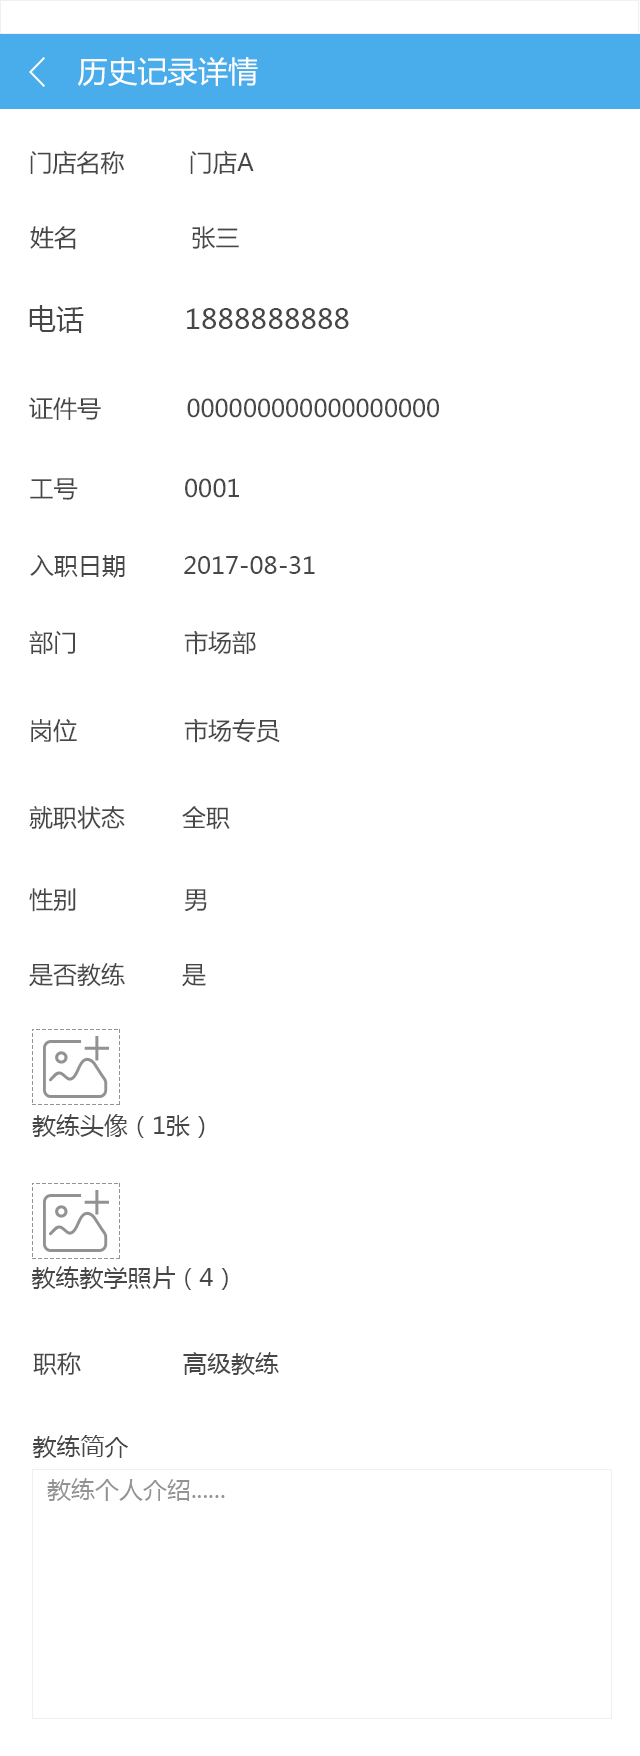 历史记录详情
门店名称 门店A
姓名 张三
电话 1888888888
证件号 000000000000000000
工号 0001
入职日期 2017-08-31
部门 市场部
岗位 市场专员
就职状态 全职
性别 男
是否教练 是
教练头像（1张）
教练教学照片（4）
职称 高级教练
教练简介
教练个人介绍......